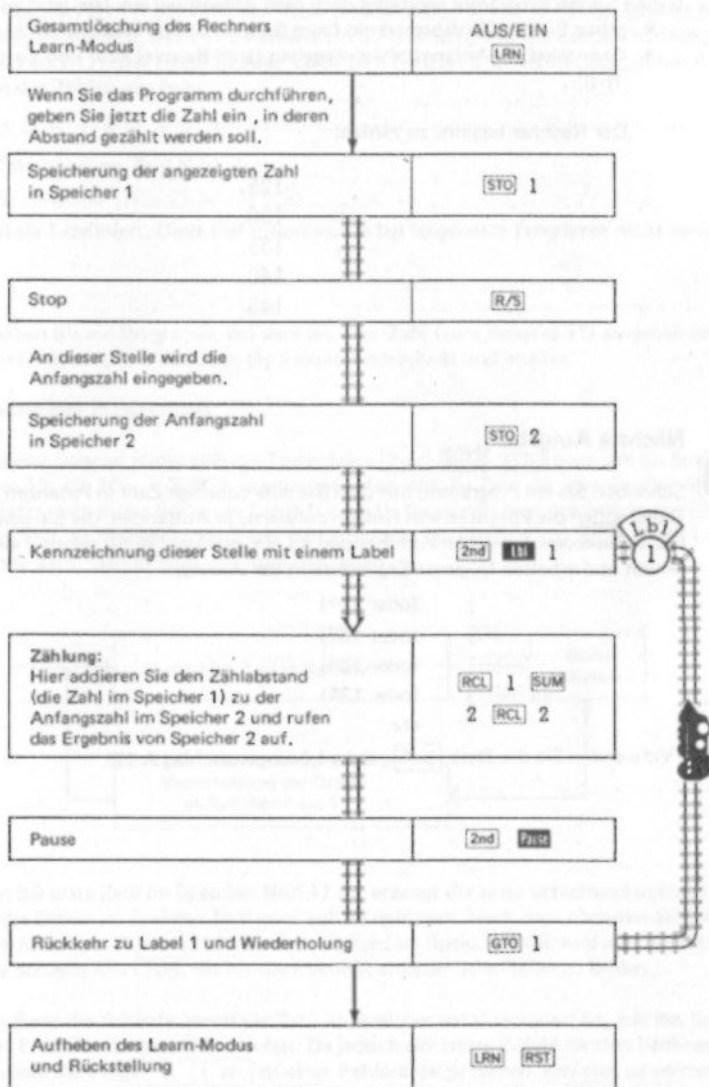 Gesamtlöschung des Rechners
Learn-Modus
AUS/EIN
LRN
Wenn Sie das Programm durchführen,
geben Sie jetzt die Zahl ein , in deren
Abstand gezählt werden soll.
Speicherung der angezeigten Zahl
in Speicher 1
STO 1
Stop
R/S
An dieser Stelle wird die
Anfangszahl eingegeben.
Speicherung der Anfangszahl
in Speicher 2
STO 2
Kennzeichnung dieser Stelle mit einem Label
2nd Lbl 1
Lbl
1
Zählung:
Hier addieren Sie den Zählabstand
(die Zahl im Speicher 1) zu der
Anfangszahl im Speicher 2 und rufen
das Ergebnis von Speicher 2 auf.
RCL 1 SUM
2 RCL 2
Pause
2nd Pause
Rückkehr zu Label 1 und Wiederholung
GTO 1
Aufheben des Learn-Modus
und Rückstellung
LRN RST